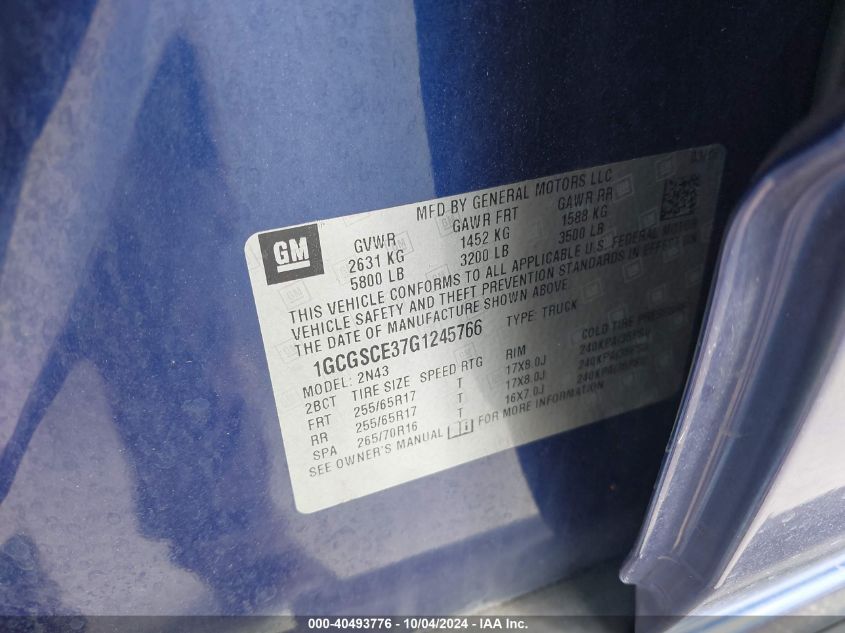 MFD BY GENERAL MOTORS LLC
GM
GVWR GAWR FRT GAWR RR
2631 KG 1452 KG 1588 KG
5800 LB 3200 LB 3500 LB
THIS VEHICLE CONFORMS TO ALL APPLICABLE U.S. FEDERAL MOTOR
VEHICLE SAFETY AND THEFT PREVENTION STANDARDS IN EFFECT ON
THE DATE OF MANUFACTURE SHOWN ABOVE.
1GCGSCE37G1245766 TYPE: TRUCK
MODEL: 2N43
2BCT TIRE SIZE SPEED RTG RIM COLD TIRE PRESSURE
FRT 255/65R17 T 17X8.0J 240KPA(35PSI)
RR 255/65R17 T 17X8.0J 240KPA(35PSI)
SPA 265/70R16 T 16X7.0J 240KPA(35PSI)
SEE OWNER'S MANUAL FOR MORE INFORMATION
000-40493776 - 10/04/2024 - IAA Inc.